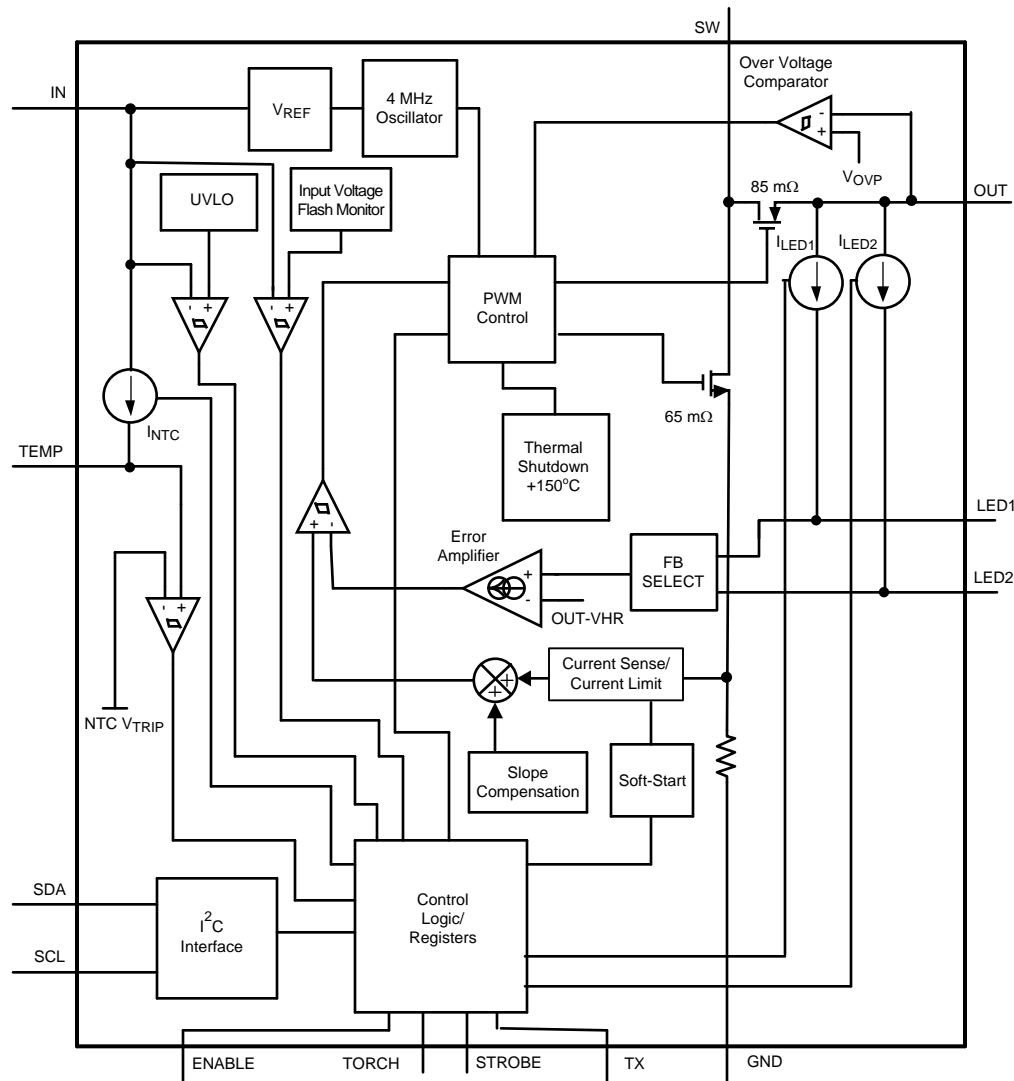 SW
Over Voltage
Comparator
IN
VREF
4 MHz
Oscillator
-
+
VOVP
UVLO
Input Voltage
Flash Monitor
85 mΩ
OUT
ILED1
ILED2
- +
- +
PWM
Control
65 mΩ
INTC
TEMP
Thermal
Shutdown
+150°C
+ -
Error
Amplifier
LED1
+
-
FB
SELECT
LED2
OUT-VHR
- +
+
+
Current Sense/
Current Limit
NTC VTRIP
Slope
Compensation
Soft-Start
SDA
I2C
Interface
SCL
Control
Logic/
Registers
ENABLE
TORCH
STROBE
TX
GND